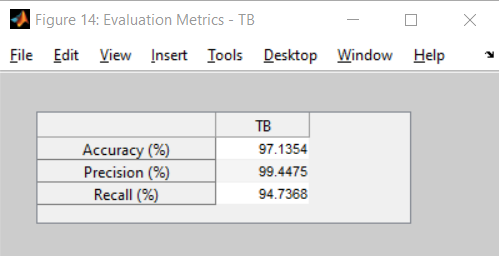 Figure 14: Evaluation Metrics - TB
File Edit View Insert Tools Desktop Window Help
TB
Accuracy (%) 97.1354
Precision (%) 99.4475
Recall (%) 94.7368